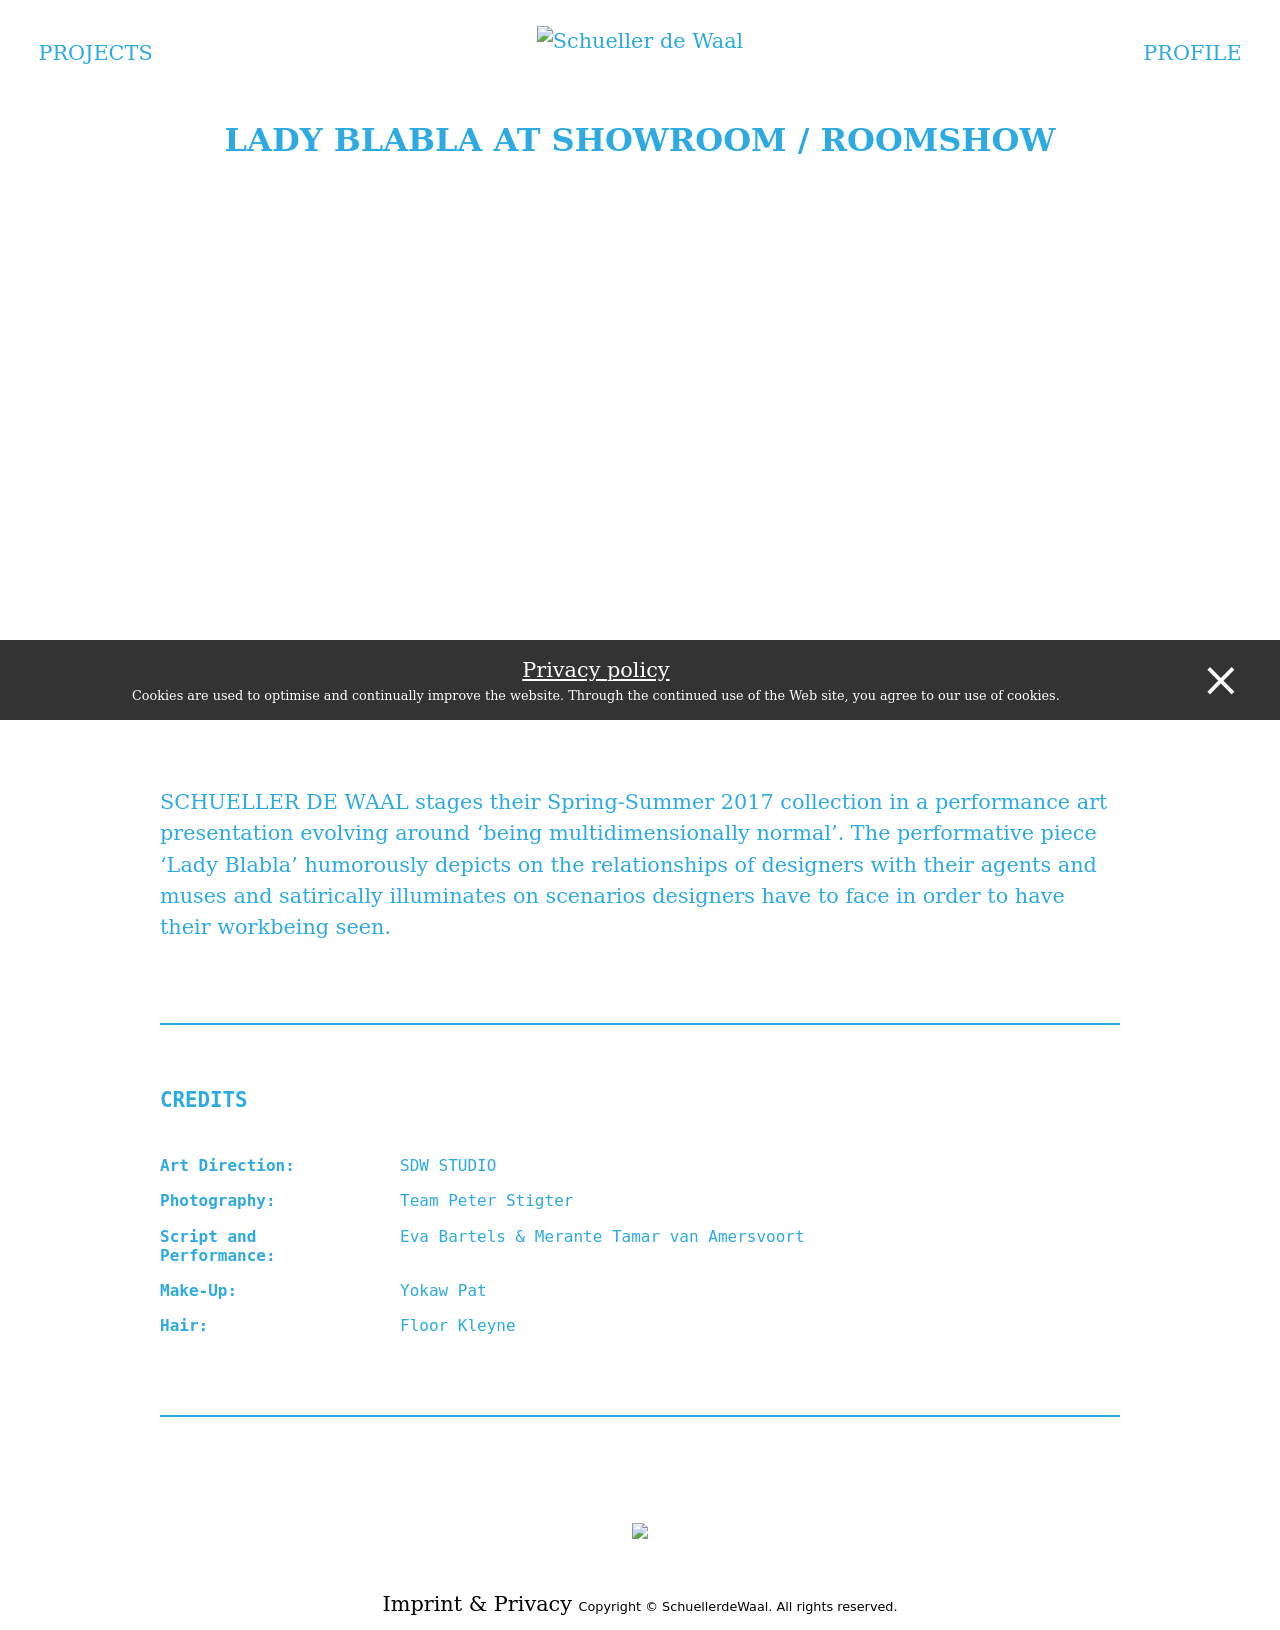 PROJECTS
Schueller de Waal
PROFILE
LADY BLABLA AT SHOWROOM / ROOMSHOW
Privacy policy
Cookies are used to optimise and continually improve the website. Through the continued use of the Web site, you agree to our use of cookies.
SCHUELLER DE WAAL stages their Spring-Summer 2017 collection in a performance art
presentation evolving around ‘being multidimensionally normal’. The performative piece
‘Lady Blabla’ humorously depicts on the relationships of designers with their agents and
muses and satirically illuminates on scenarios designers have to face in order to have
their workbeing seen.
CREDITS
Art Direction: SDW STUDIO
Photography: Team Peter Stigter
Script and Eva Bartels & Merante Tamar van Amersvoort
Performance:
Make-Up: Yokaw Pat
Hair: Floor Kleyne
Imprint & Privacy Copyright © SchuellerdeWaal. All rights reserved.